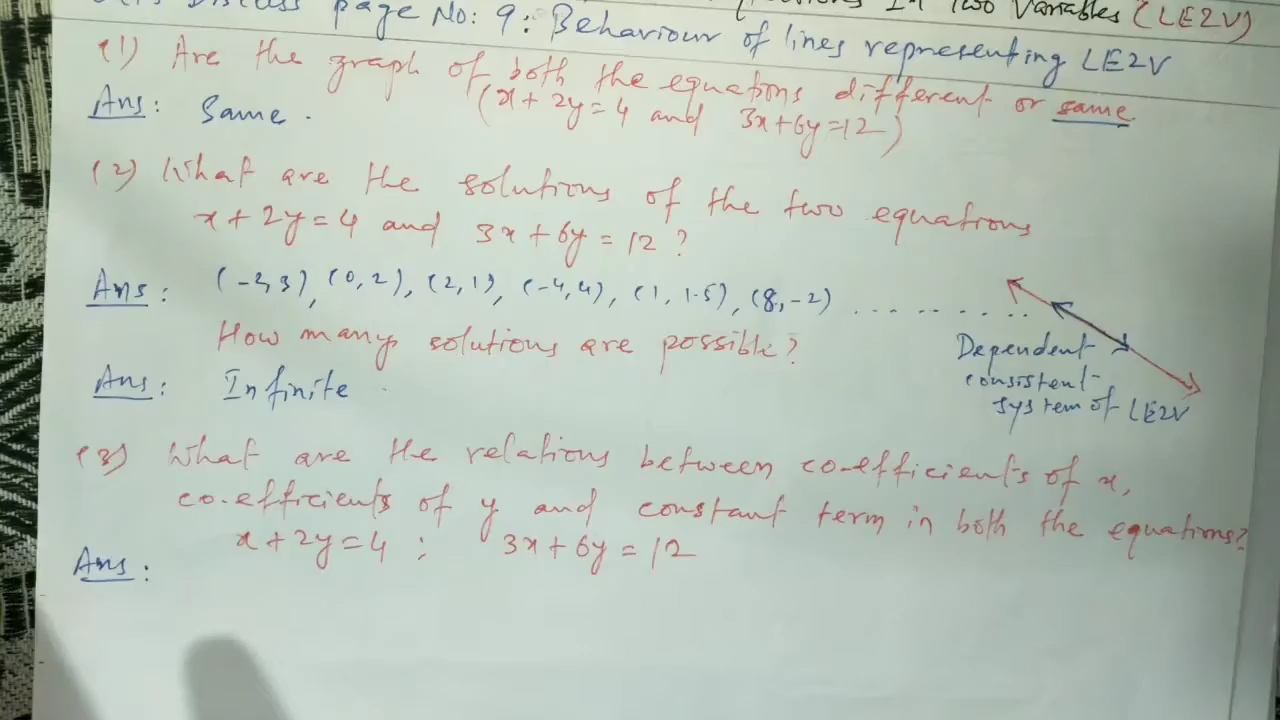 Discuss page No: 9: Behaviour of lines representing LE2V
In Two Variables (LE2V)
(1) Are the graph of both the equations different or same
(x + 2y = 4 and 3x + 6y = 12)
Ans: Same.
(2) What are the solutions of the two equations
x + 2y = 4 and 3x + 6y = 12?
Ans: (-2,3), (0,2), (2,1), (-4,4), (1, 1.5), (8,-2) ..........
How many solutions are possible?
Dependent
consistent
system of LE2V
Ans: Infinite.
(3) What are the relations between co-efficients of x,
co-efficients of y and constant term in both the equations?
x + 2y = 4 ; 3x + 6y = 12
Ans: